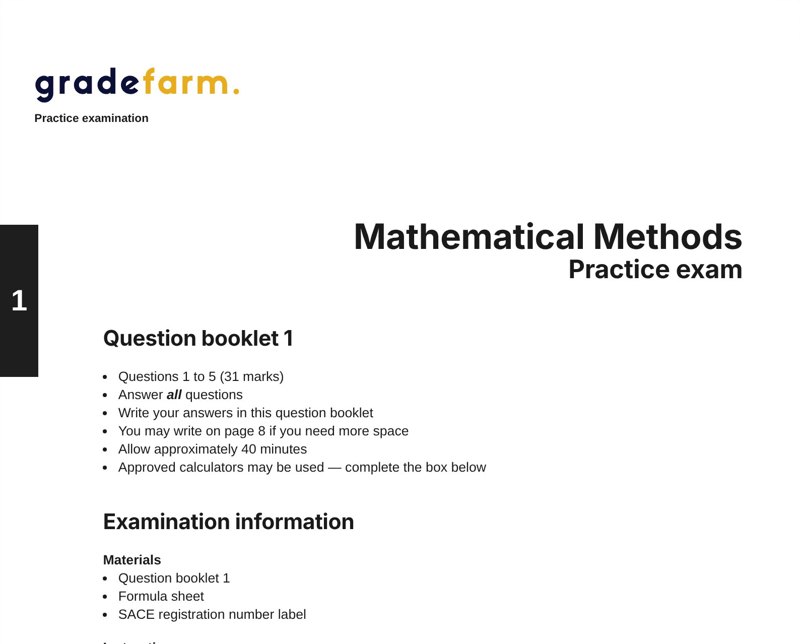 gradefarm.
Practice examination
Mathematical Methods
Practice exam
1
Question booklet 1
• Questions 1 to 5 (31 marks)
• Answer all questions
• Write your answers in this question booklet
• You may write on page 8 if you need more space
• Allow approximately 40 minutes
• Approved calculators may be used — complete the box below
Examination information
Materials
• Question booklet 1
• Formula sheet
• SACE registration number label